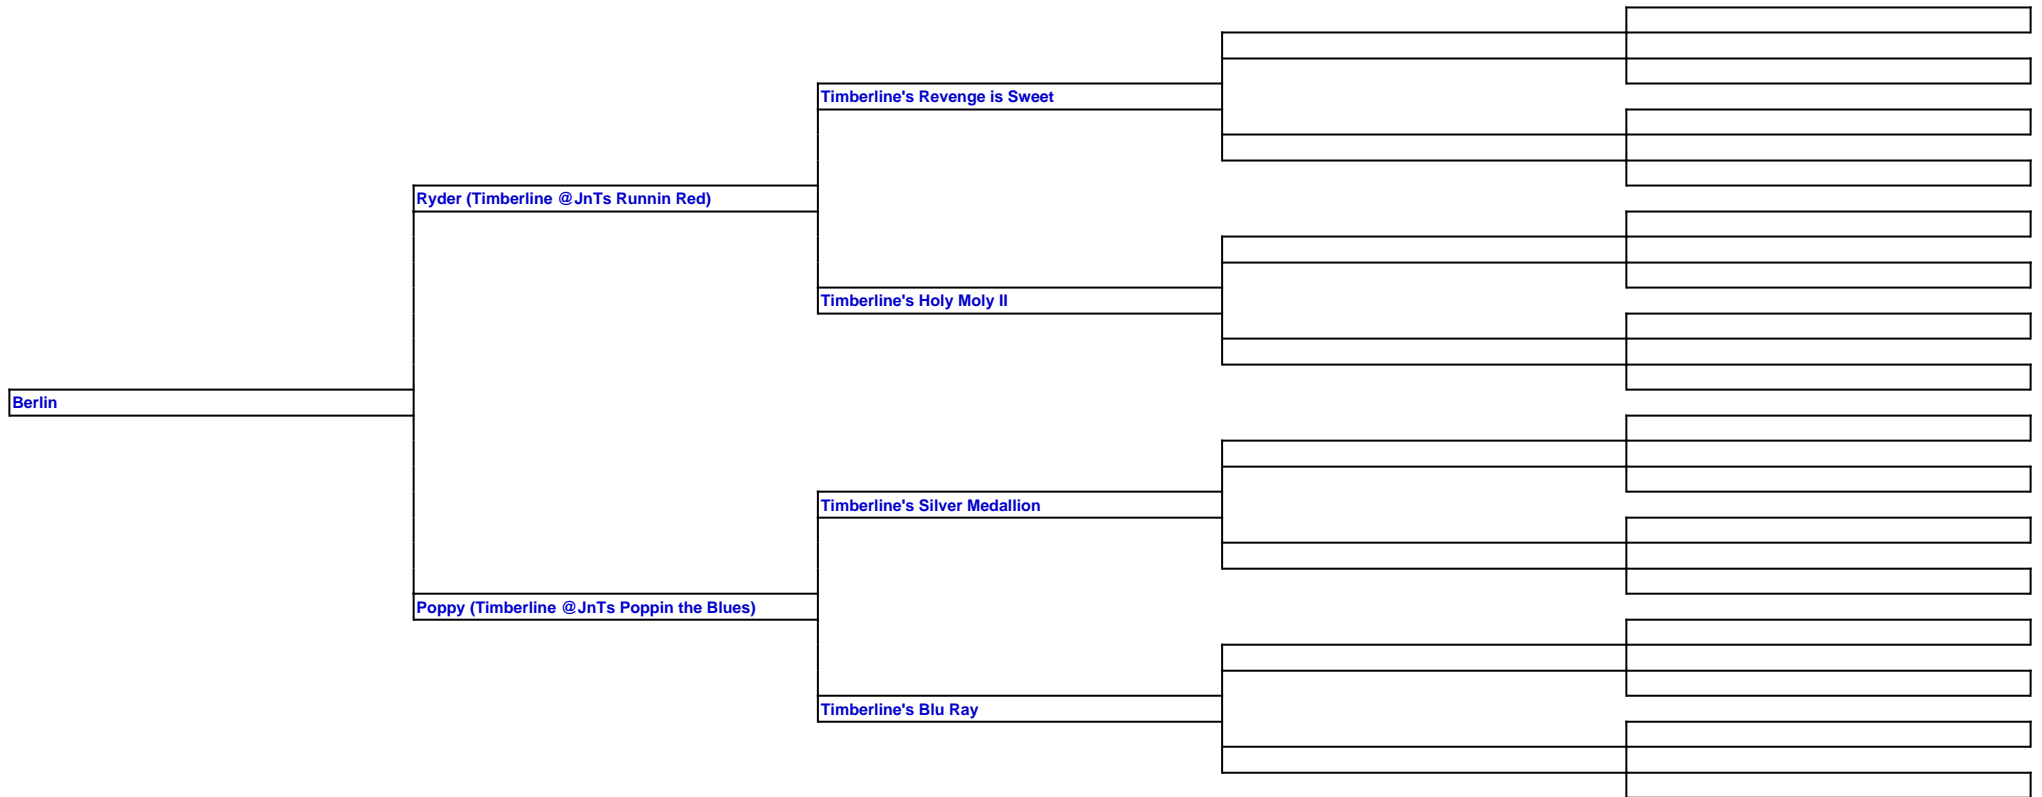 Timberline's Revenge is Sweet
Ryder (Timberline @JnTs Runnin Red)
Timberline's Holy Moly II
Berlin
Timberline's Silver Medallion
Poppy (Timberline @JnTs Poppin the Blues)
Timberline's Blu Ray